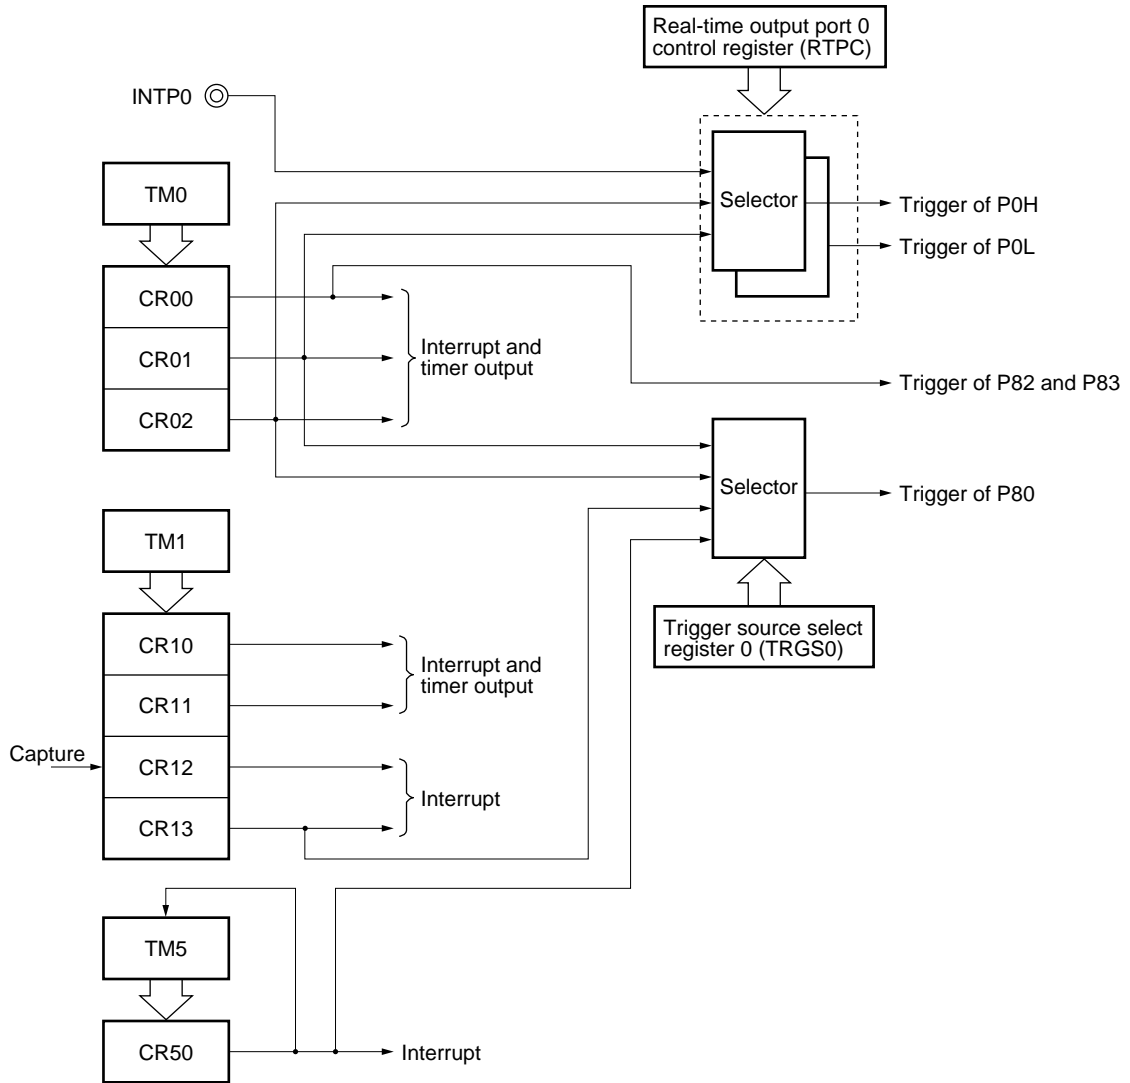 Real-time output port 0
control register (RTPC)
INTP0
TM0
Selector
Trigger of P0H
Trigger of P0L
CR00
CR01
CR02
Interrupt and
timer output
Trigger of P82 and P83
Selector
Trigger of P80
TM1
Trigger source select
register 0 (TRGS0)
CR10
CR11
Interrupt and
timer output
Capture
CR12
CR13
Interrupt
TM5
CR50
Interrupt